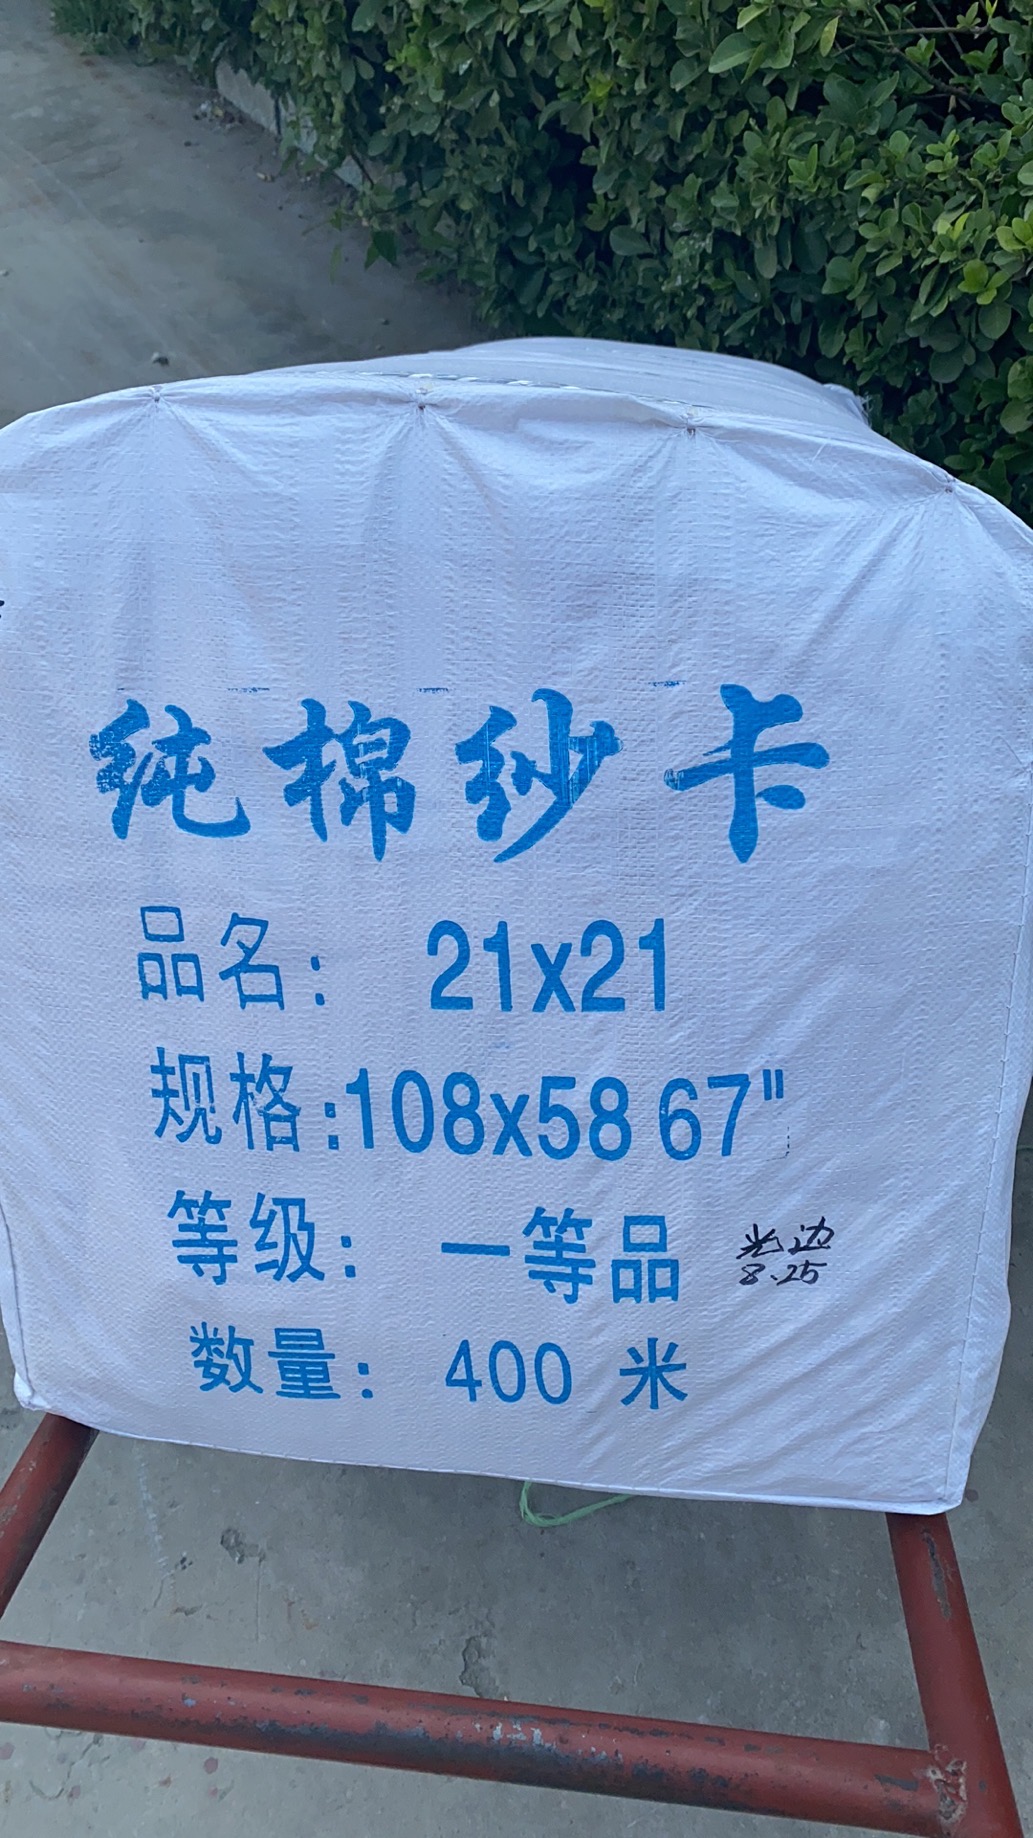 纯棉纱卡
品名： 21x21
规格:108x58 67"
等级： 一等品
光边
8.25
数量： 400 米